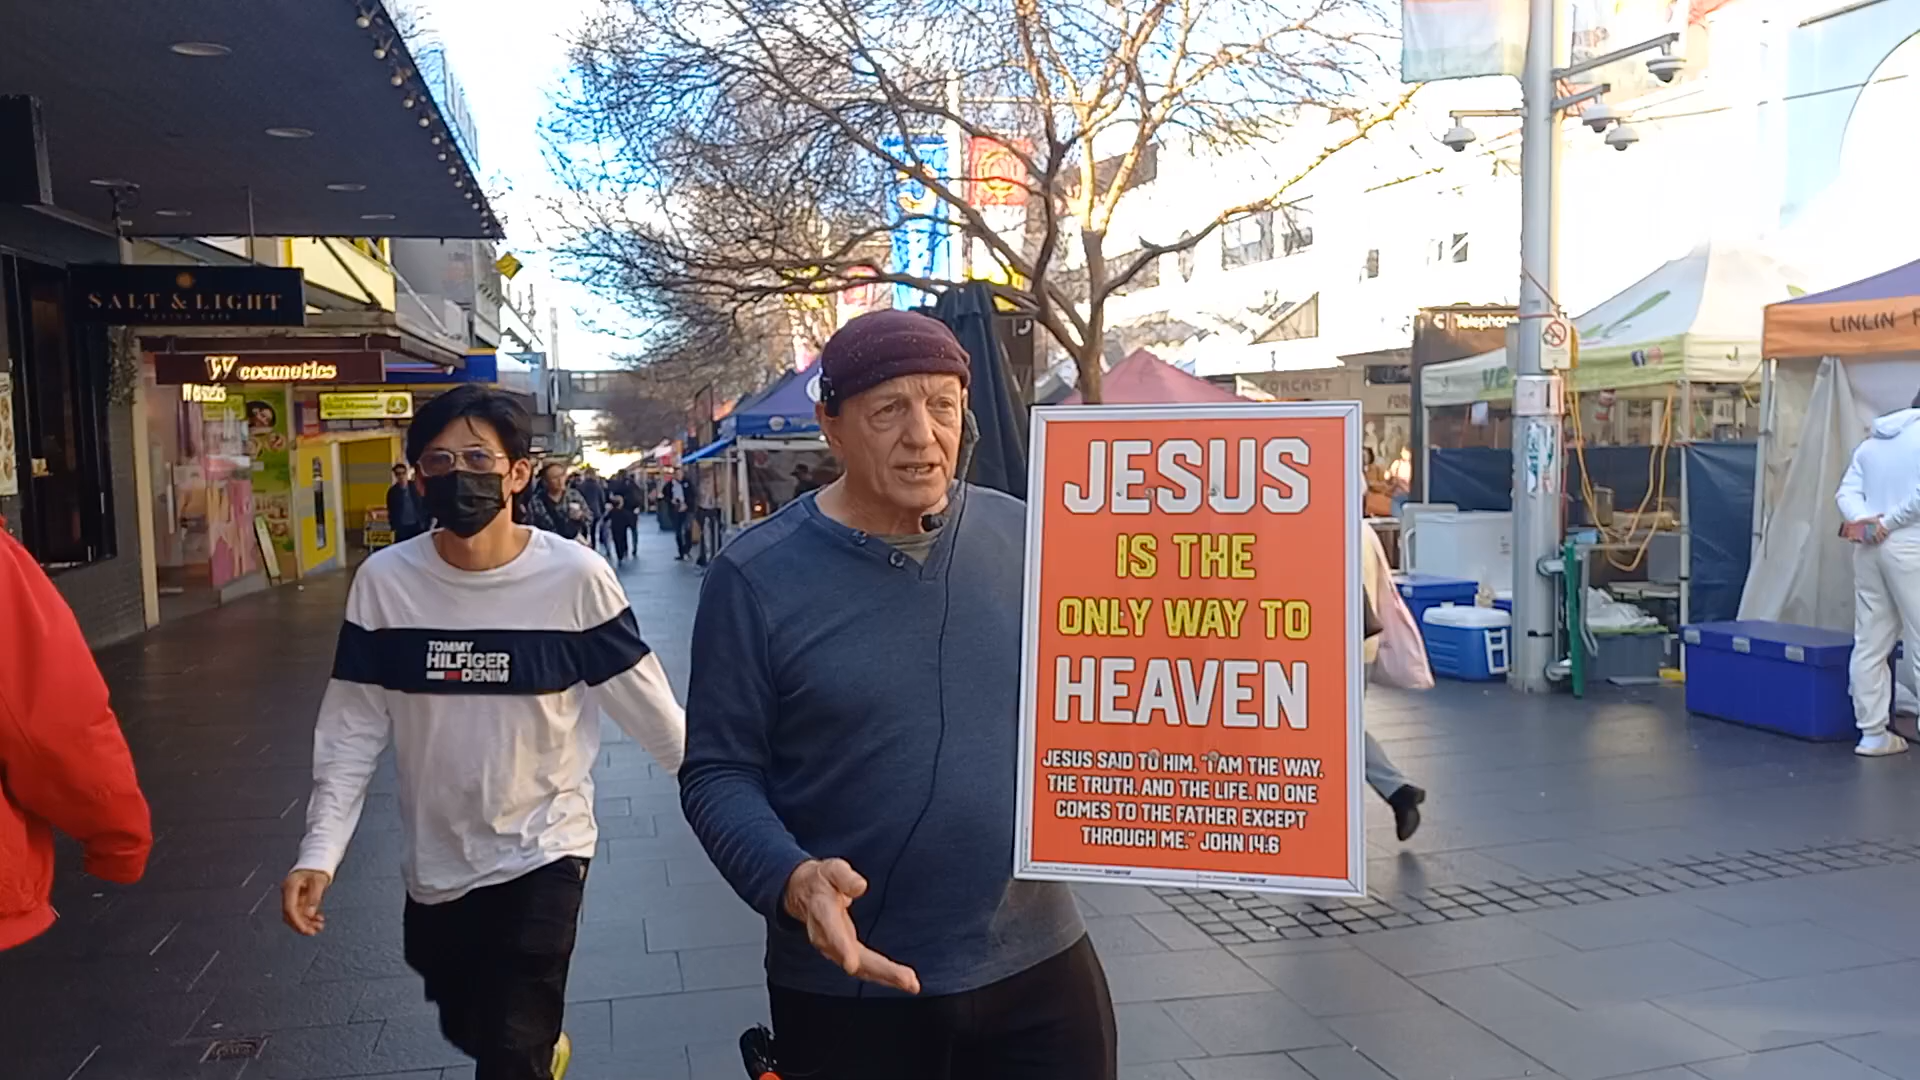 SALT & LIGHT
W cosmetics
Telephone
LINLIN
TOMMY
HILFIGER
DENIM
JESUS
IS THE
ONLY WAY TO
HEAVEN
JESUS SAID TO HIM, "I AM THE WAY,
THE TRUTH, AND THE LIFE. NO ONE
COMES TO THE FATHER EXCEPT
THROUGH ME." JOHN 14:6